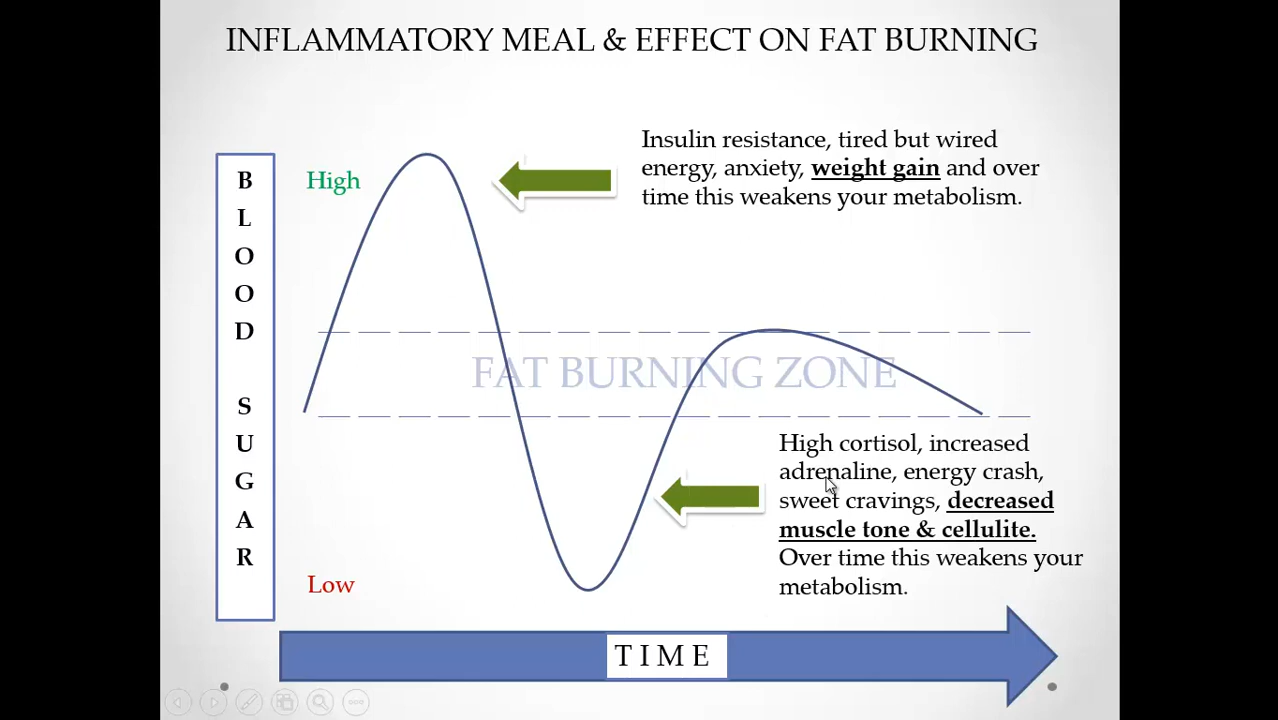 INFLAMMATORY MEAL & EFFECT ON FAT BURNING
Insulin resistance, tired but wired
energy, anxiety, weight gain and over
time this weakens your metabolism.
BLOOD SUGAR
High
FAT BURNING ZONE
High cortisol, increased
adrenaline, energy crash,
sweet cravings, decreased
muscle tone & cellulite.
Over time this weakens your
metabolism.
Low
TIME